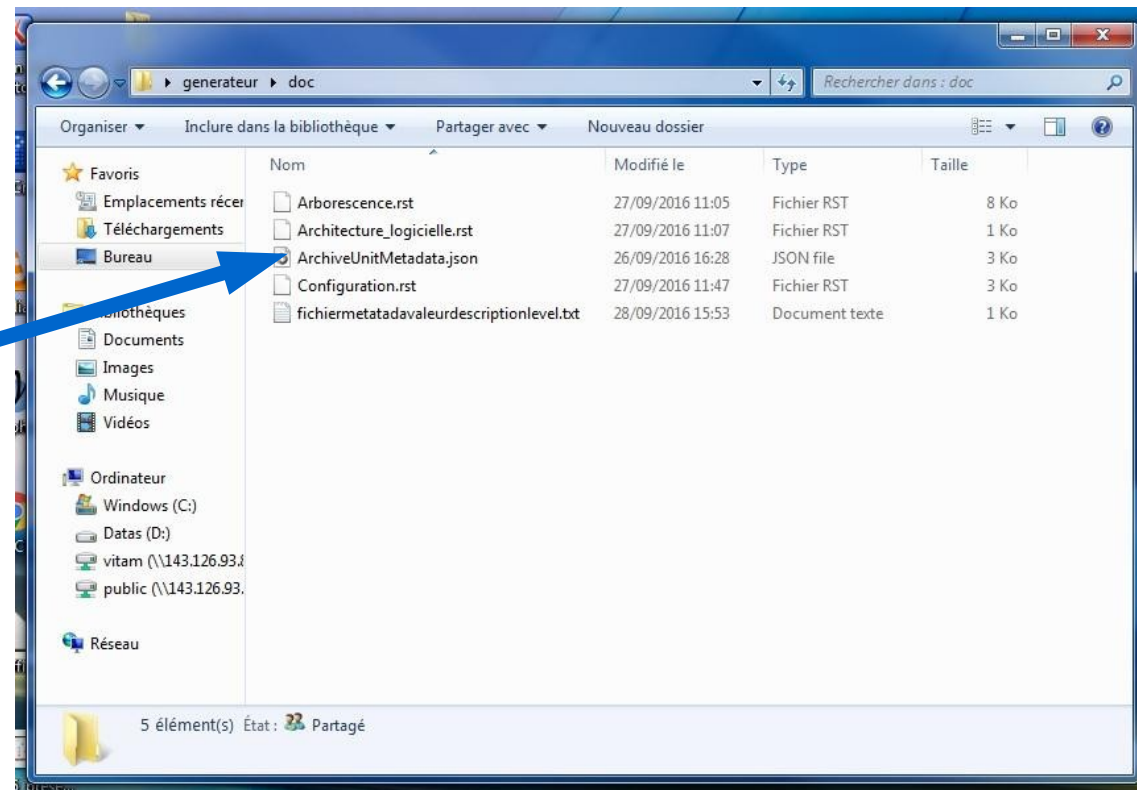 generateur ▸ doc
Rechercher dans : doc
Organiser Inclure dans la bibliothèque Partager avec Nouveau dossier
Nom Modifié le Type Taille
Arborescence.rst 27/09/2016 11:05 Fichier RST 8 Ko
Architecture_logicielle.rst 27/09/2016 11:07 Fichier RST 1 Ko
ArchiveUnitMetadata.json 26/09/2016 16:28 JSON file 3 Ko
Configuration.rst 27/09/2016 11:47 Fichier RST 3 Ko
fichiermetatadavaleurdescriptionlevel.txt 28/09/2016 15:53 Document texte 1 Ko
Favoris
Emplacements récer
Téléchargements
Bureau
Documents
Images
Musique
Vidéos
Ordinateur
Windows (C:)
Datas (D:)
vitam (\\143.126.93.8
public (\\143.126.93.
Réseau
5 élément(s) État : Partagé